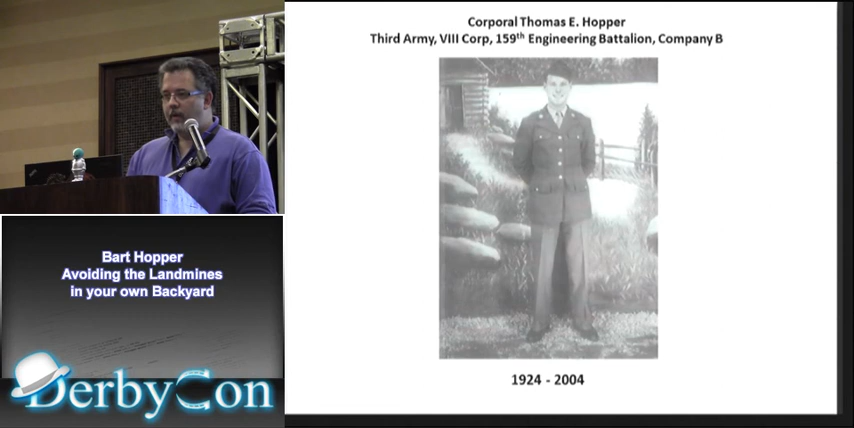 Corporal Thomas E. Hopper
Third Army, VIII Corp, 159th Engineering Battalion, Company B
1924 - 2004
Bart Hopper
Avoiding the Landmines
in your own Backyard
DerbyCon